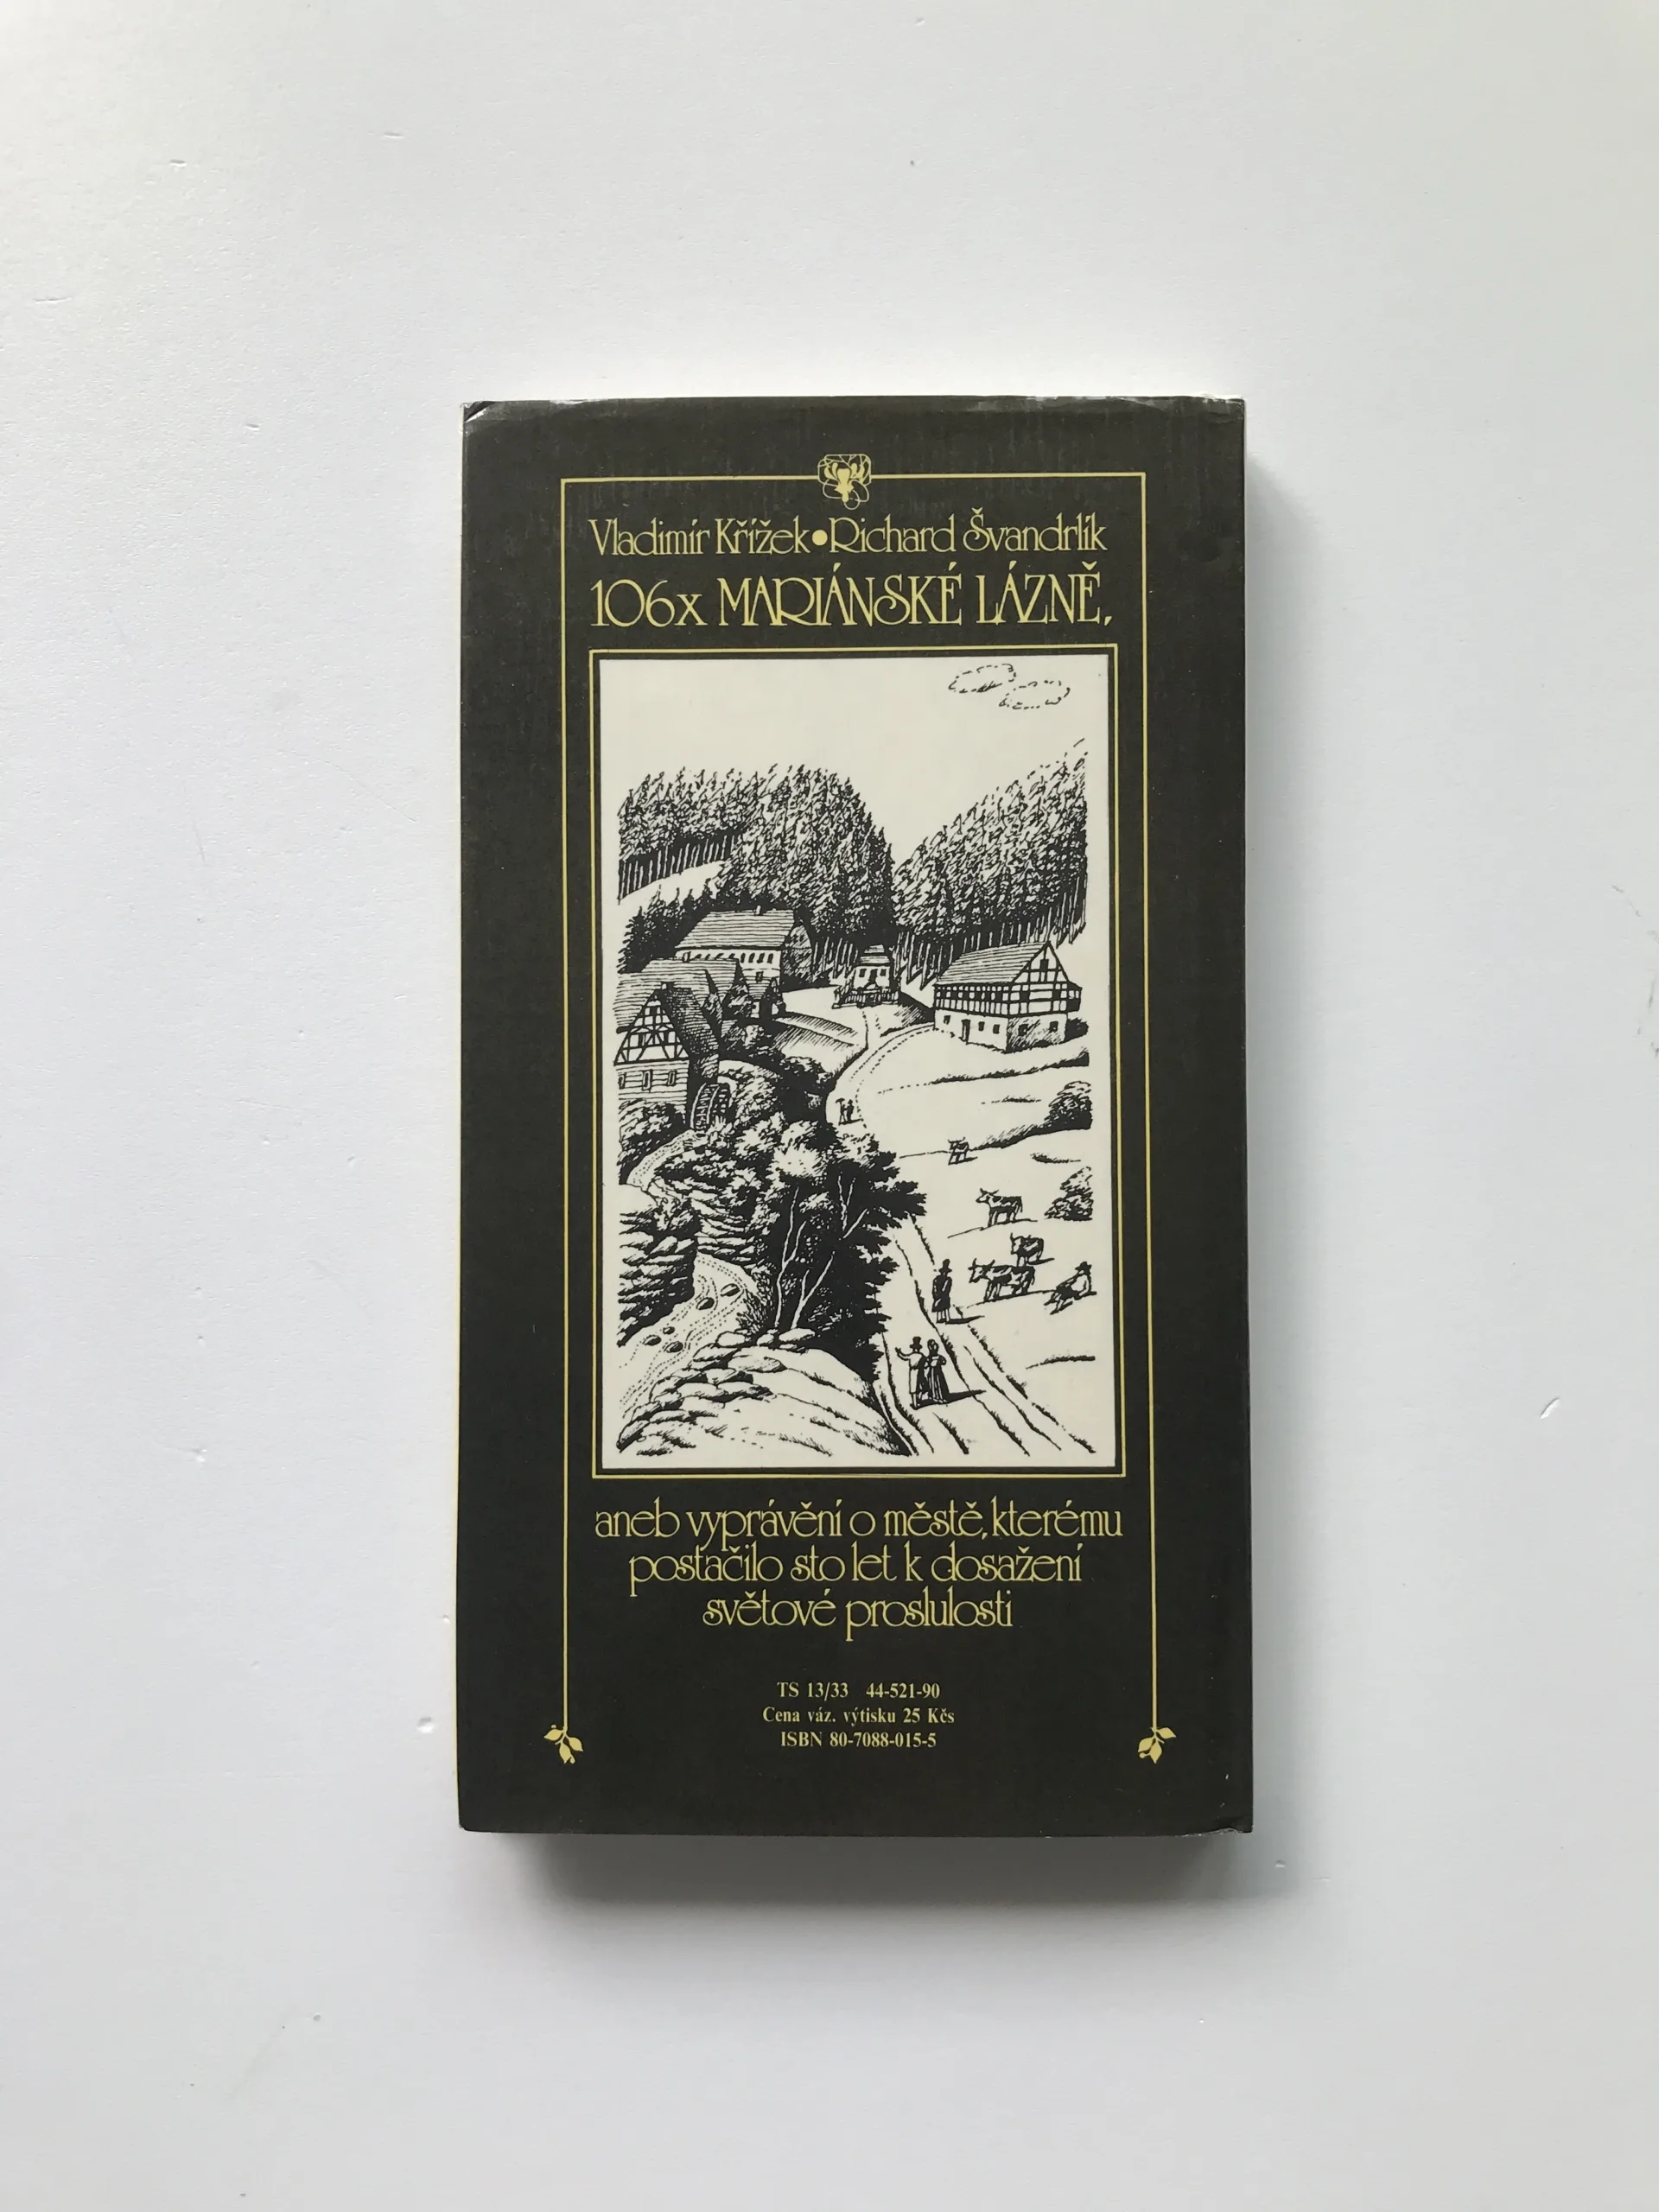 Vladimír Křížek•Richard Švandrlík
106x MARIÁNSKÉ LÁZNĚ,
aneb vyprávění o městě, kterému
postačilo sto let k dosažení
světové proslulosti
TS 13/33 44-521-90
Cena váz. výtisku 25 Kčs
ISBN 80-7088-015-5